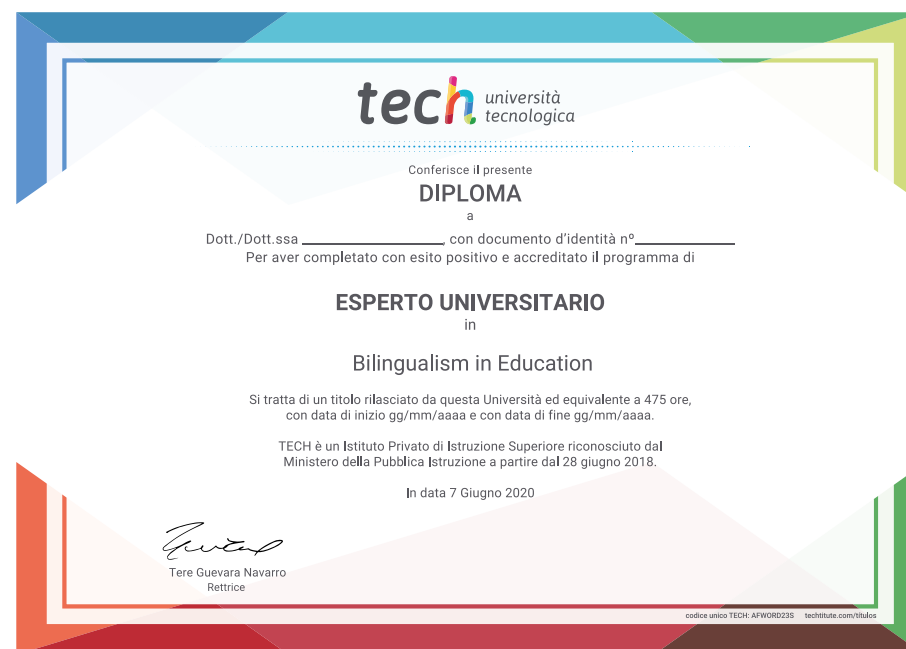 tech università
tecnologica
Conferisce il presente
DIPLOMA
a
Dott./Dott.ssa ____________________, con documento d'identità nº______________
Per aver completato con esito positivo e accreditato il programma di
ESPERTO UNIVERSITARIO
in
Bilingualism in Education
Si tratta di un titolo rilasciato da questa Università ed equivalente a 475 ore,
con data di inizio gg/mm/aaaa e con data di fine gg/mm/aaaa.
TECH è un Istituto Privato di Istruzione Superiore riconosciuto dal
Ministero della Pubblica Istruzione a partire dal 28 giugno 2018.
In data 7 Giugno 2020
Tere Guevara Navarro
Rettrice
codice unico TECH: AFWORD23S techtitute.com/titulos